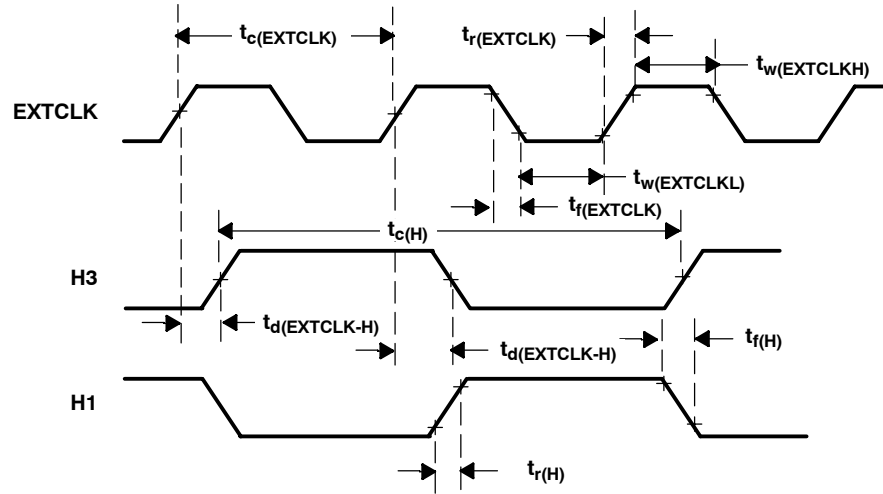 tc(EXTCLK)
tr(EXTCLK)
tw(EXTCLKH)
EXTCLK
tw(EXTCLKL)
tf(EXTCLK)
tc(H)
H3
td(EXTCLK-H)
td(EXTCLK-H)
tf(H)
H1
tr(H)